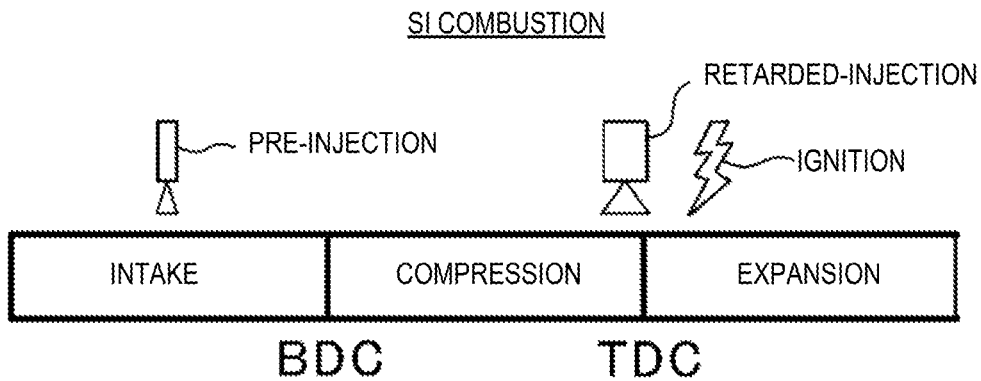 SI COMBUSTION
RETARDED-INJECTION
PRE-INJECTION
IGNITION
INTAKE
COMPRESSION
EXPANSION
BDC
TDC